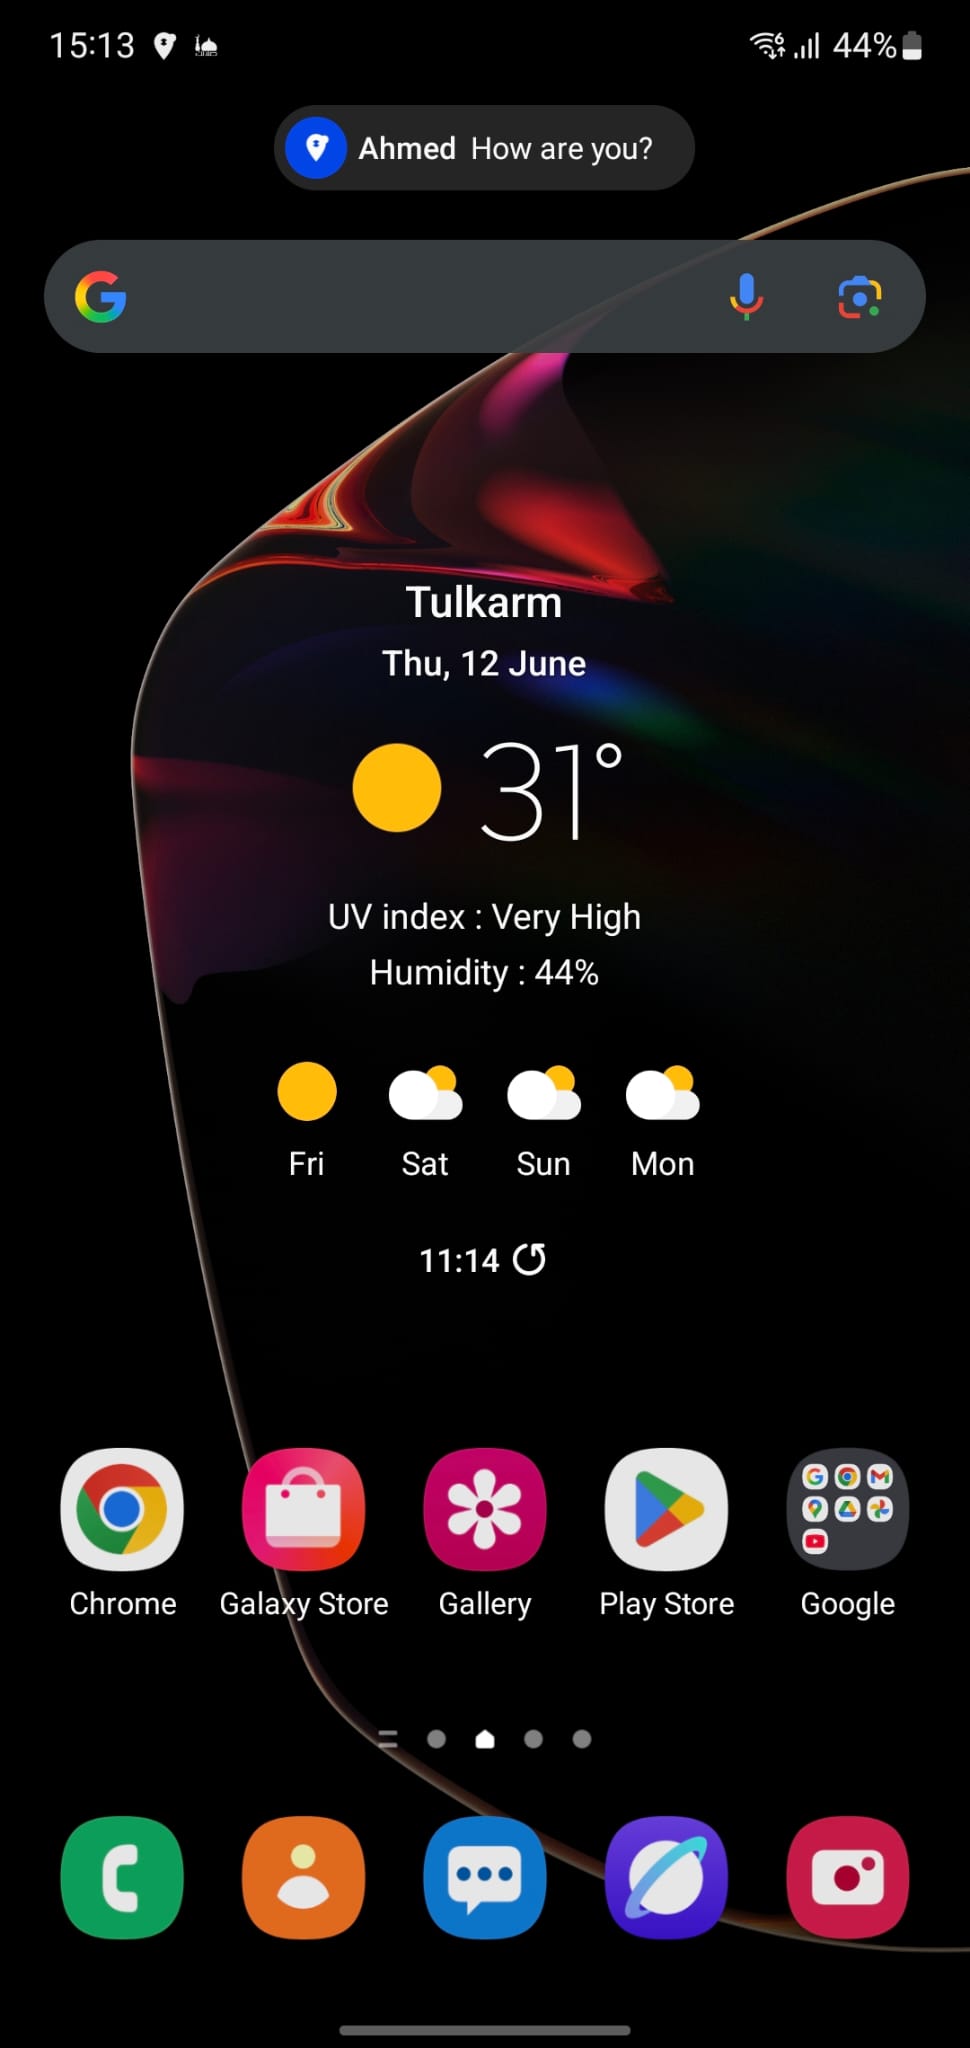 15:13
44%
Ahmed How are you?
Tulkarm
Thu, 12 June
31°
UV index : Very High
Humidity : 44%
Fri Sat Sun Mon
11:14
Chrome Galaxy Store Gallery Play Store Google